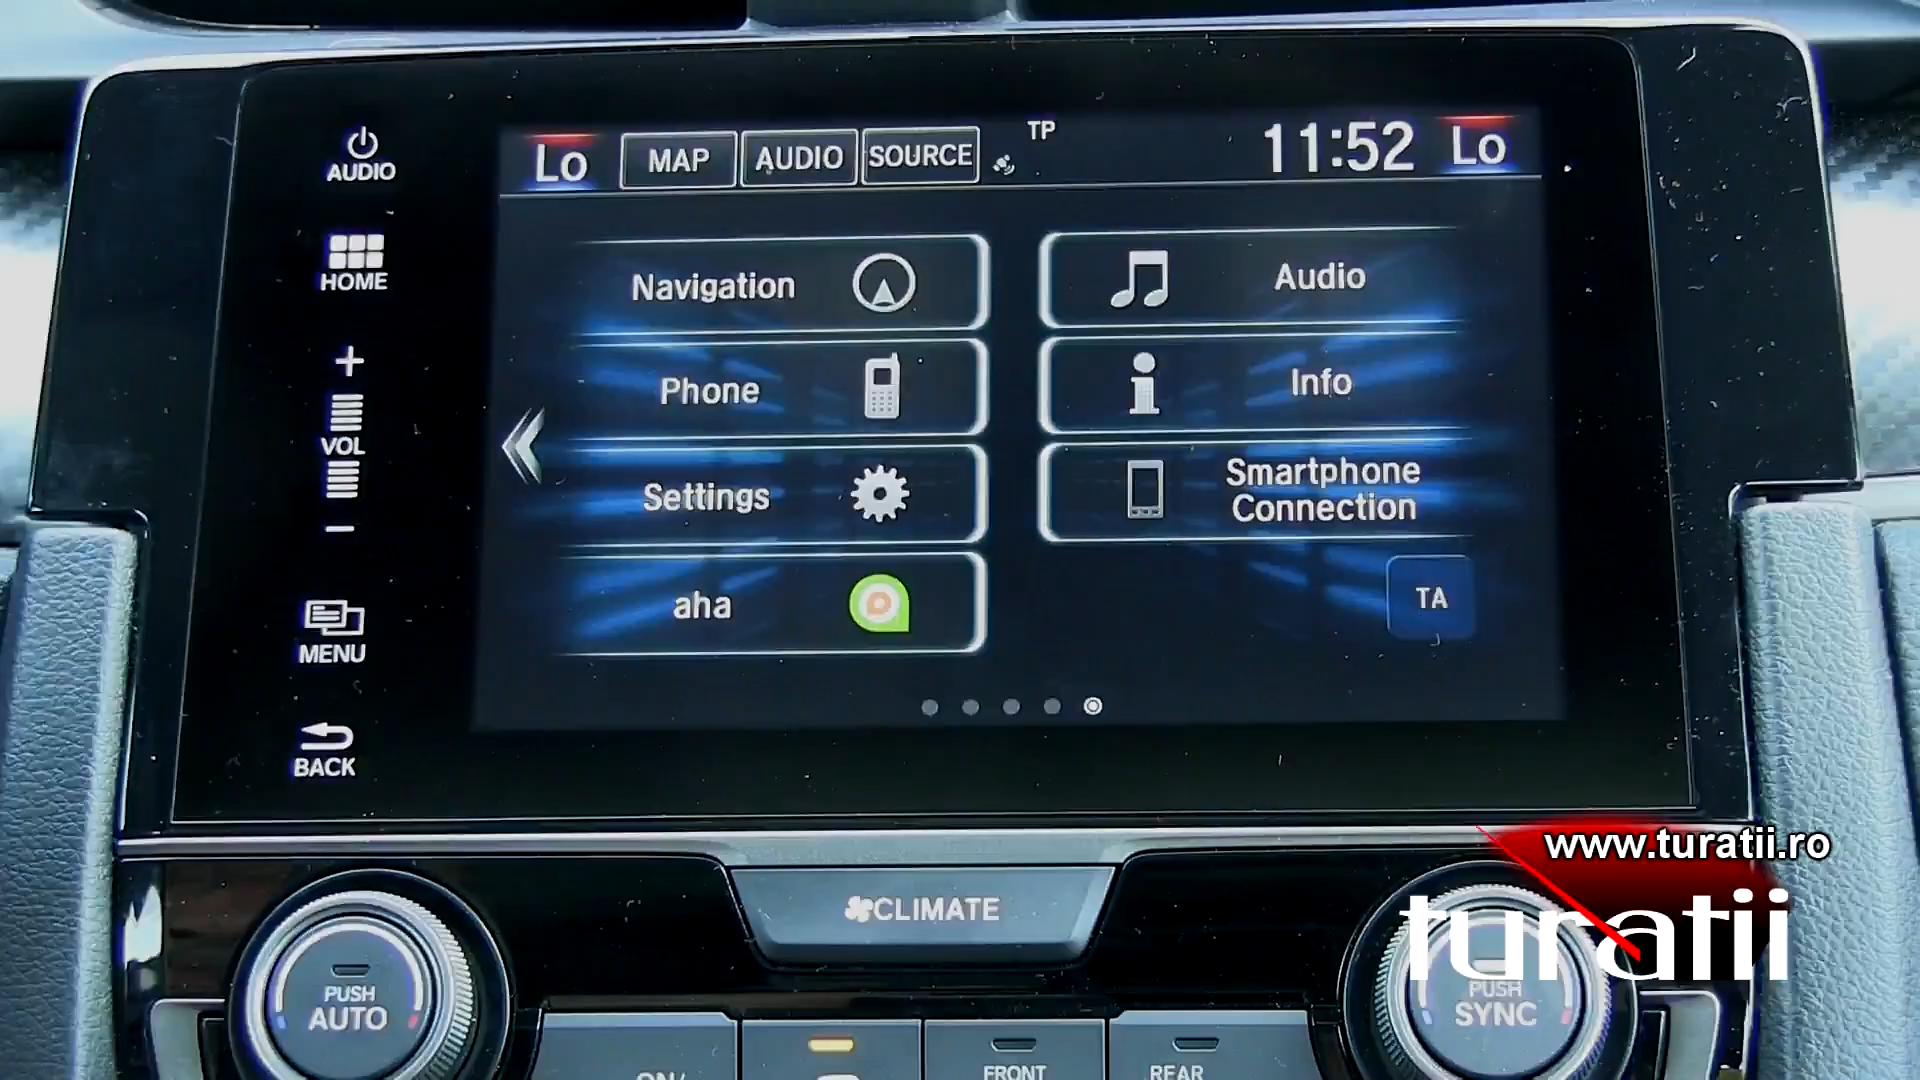 AUDIO
HOME
+
VOL
−
MENU
BACK
Lo
MAP
AUDIO
SOURCE
TP
11:52
Lo
Navigation
Audio
Phone
Info
Settings
Smartphone
Connection
aha
TA
CLIMATE
PUSH
AUTO
PUSH
SYNC
ON/
FRONT
REAR
www.turatii.ro
turatii